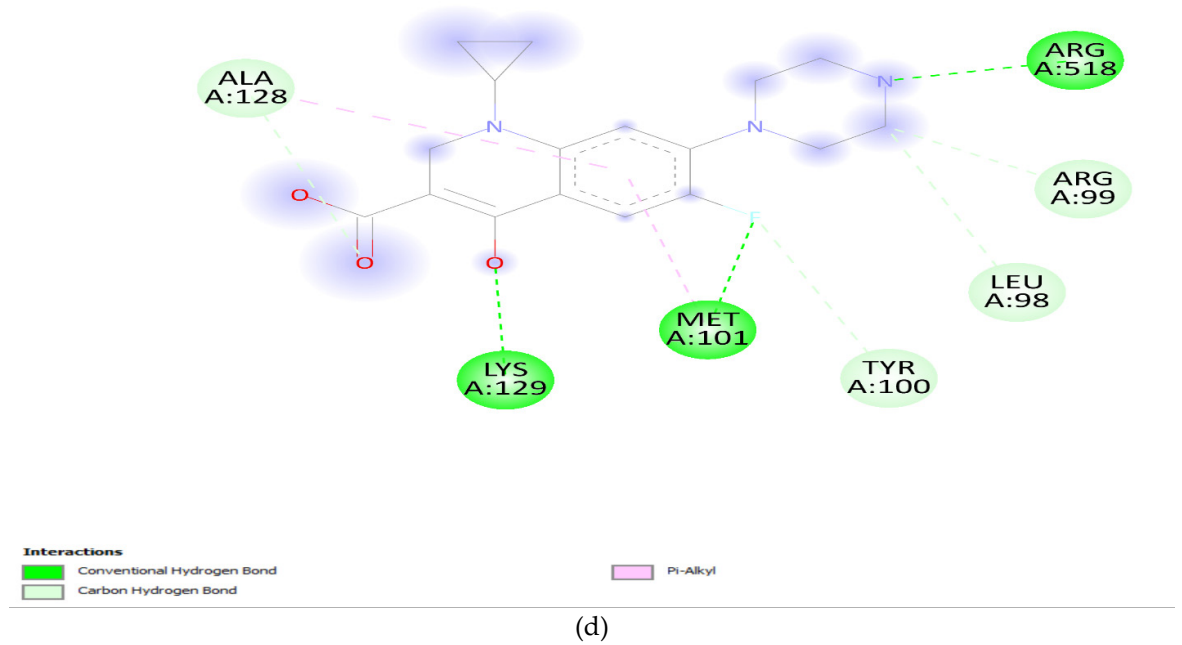 ALA
A:128
N
N
N
ARG
A:518
O
O
O
F
ARG
A:99
LEU
A:98
MET
A:101
LYS
A:129
TYR
A:100
Interactions
Conventional Hydrogen Bond
Carbon Hydrogen Bond
Pi-Alkyl
(d)